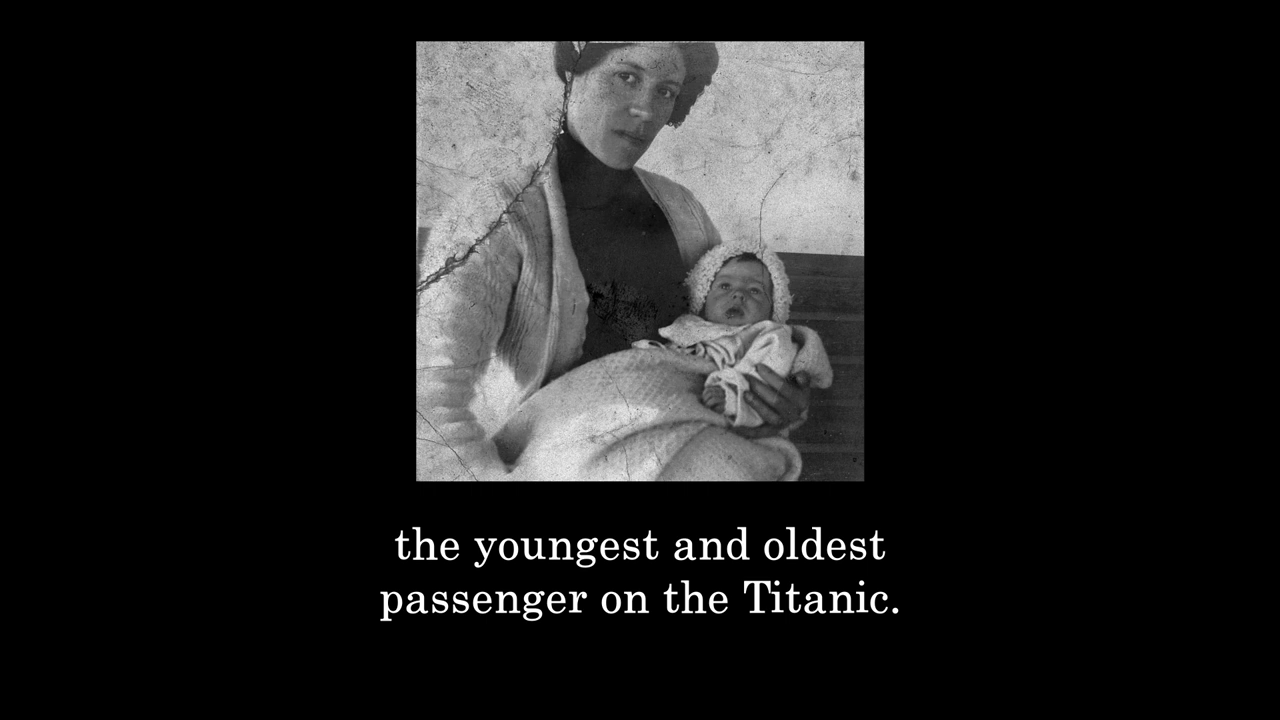 the youngest and oldest
passenger on the Titanic.